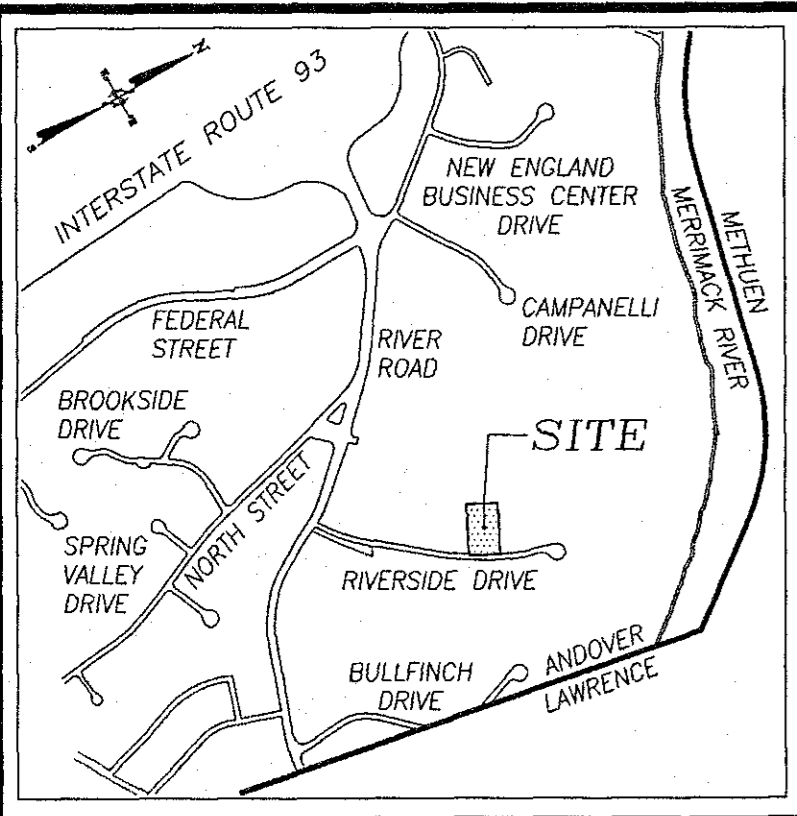 N
S
INTERSTATE ROUTE 93
NEW ENGLAND
BUSINESS CENTER
DRIVE
METHUEN
MERRIMACK RIVER
CAMPANELLI
DRIVE
FEDERAL
STREET
RIVER
ROAD
BROOKSIDE
DRIVE
SITE
NORTH STREET
SPRING
VALLEY
DRIVE
RIVERSIDE DRIVE
BULLFINCH
DRIVE
ANDOVER
LAWRENCE